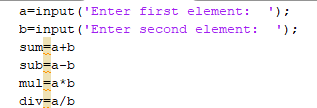 a=input('Enter first element:  ');
b=input('Enter second element:  ');
sum=a+b
sub=a-b
mul=a*b
div=a/b